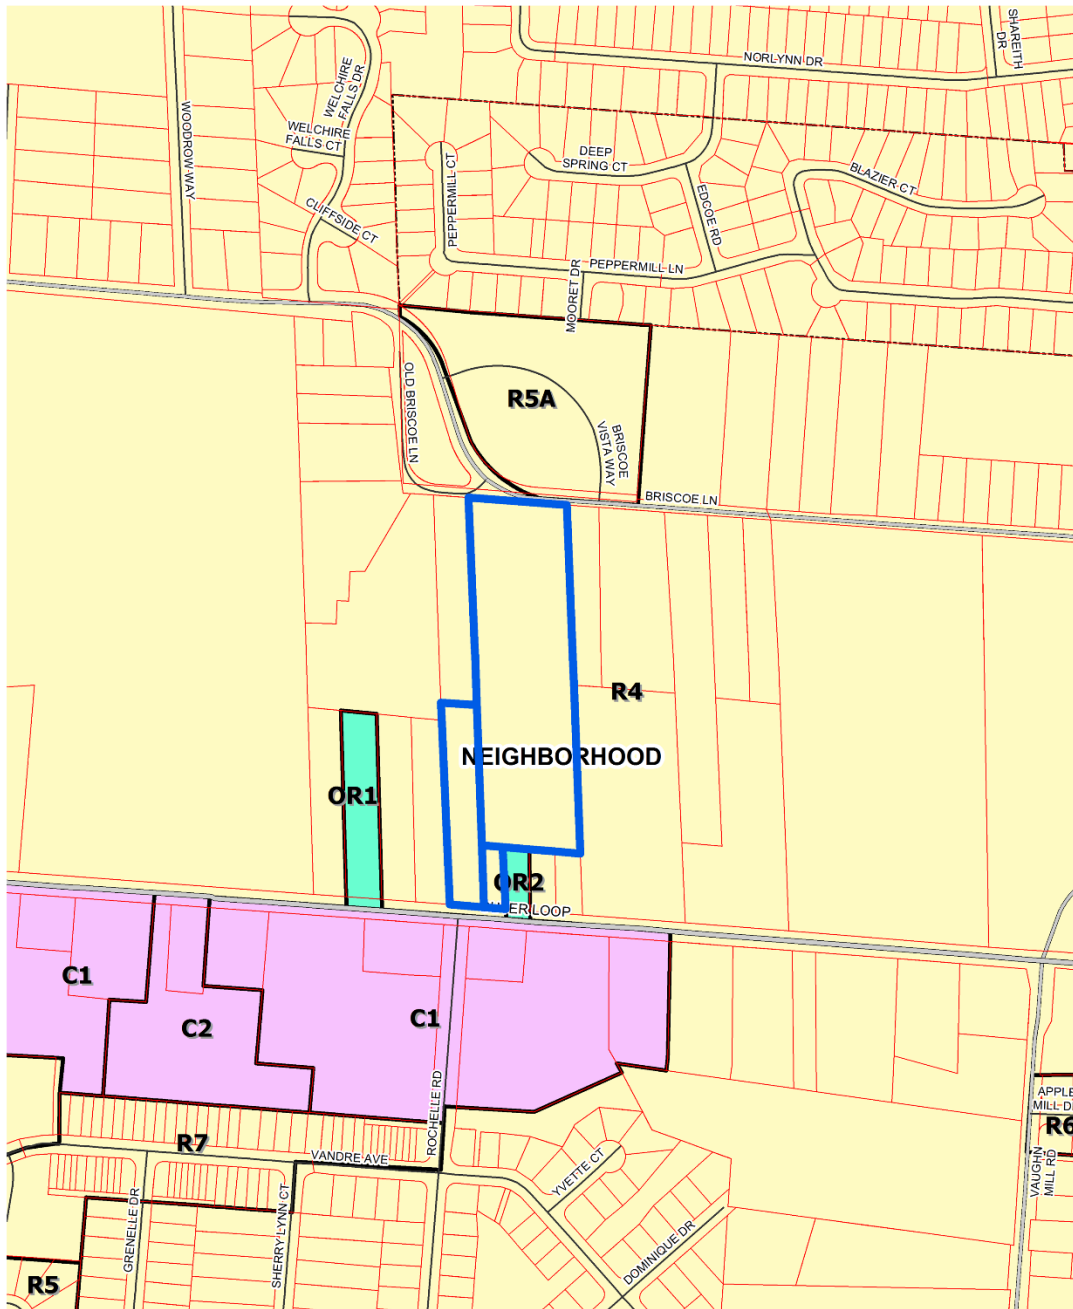 SHAREITH
DR
NORLYNN DR
WELCHIRE
FALLS DR
WOODROW WAY
WELCHIRE
FALLS CT
DEEP
SPRING CT
PEPPERMILL CT
BLAZIER CT
EDCOE RD
CLIFFSIDE CT
PEPPERMILL LN
MOORET DR
OLD BRISCOE LN
R5A
BRISCOE
VISTA WAY
BRISCOE LN
R4
NEIGHBORHOOD
OR1
OR2
LOOP
C1
C2
C1
ROCHELLE RD
APPLE
MILL D
R6
R7
VANDRE AVE
YVETTE CT
VAUGHN
MILL RD
GRENELLE DR
SHERRY LYNN CT
DOMINIQUE DR
R5